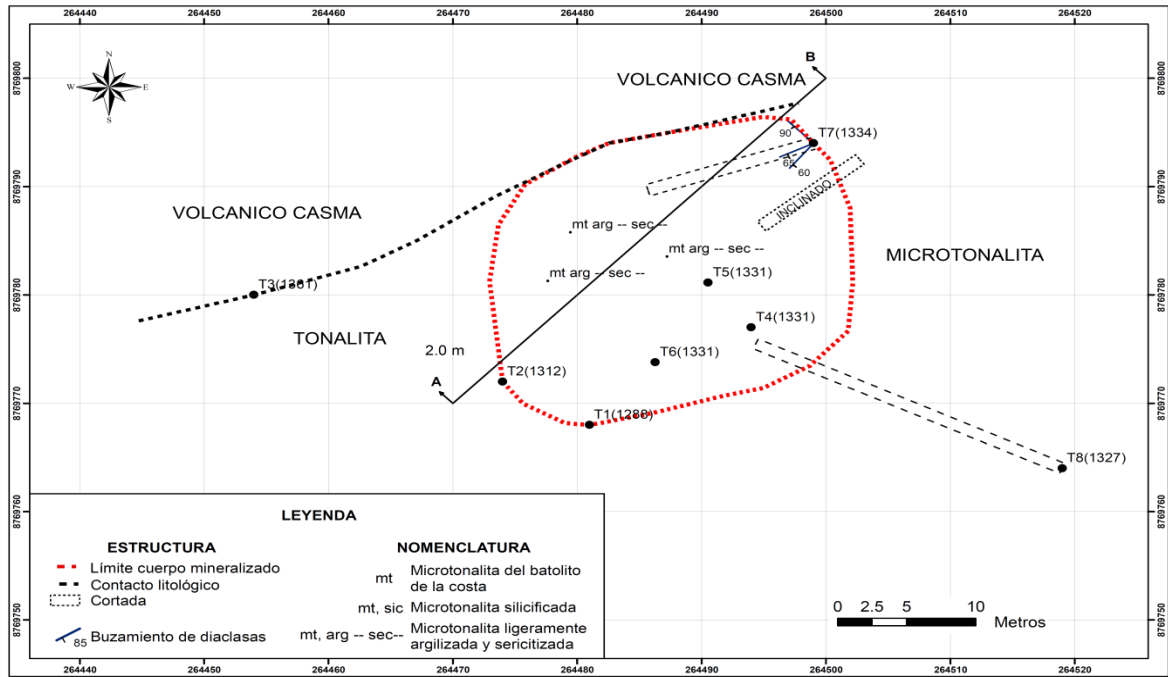 264440 264450 264460 264470 264480 264490 264500 264510 264520
8769800
N
W E
S
B
VOLCANICO CASMA
T7(1334)
90
65
60
8769790
INCLINADO
VOLCANICO CASMA
mt arg -- sec --
mt arg -- sec --
MICROTONALITA
mt arg -- sec --
T5(1331)
T3(1361)
8769780
T4(1331)
TONALITA
2.0 m
T6(1331)
T2(1312)
A
8769770
T1(1288)
T8(1327)
8769760
LEYENDA
ESTRUCTURA
Límite cuerpo mineralizado
Contacto litológico
Cortada
85 Buzamiento de diaclasas
NOMENCLATURA
mt Microtonalita del batolito
de la costa
mt, sic Microtonalita silicificada
mt, arg -- sec-- Microtonalita ligeramente
argilizada y sericitizada
0 2.5 5 10
Metros
8769750
264440 264450 264460 264470 264480 264490 264500 264510 264520
8769800
8769790
8769780
8769770
8769760
8769750